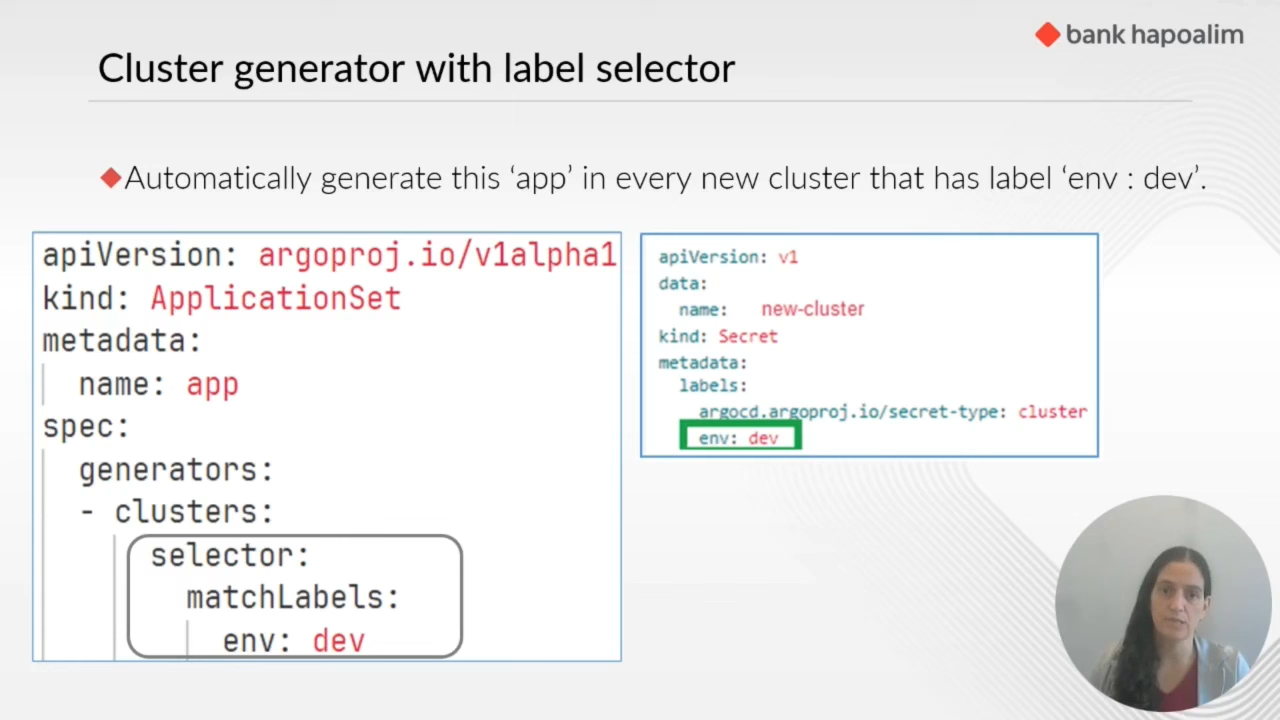 bank hapoalim
Cluster generator with label selector
Automatically generate this ‘app’ in every new cluster that has label ‘env : dev’.
apiVersion: argoproj.io/v1alpha1
kind: ApplicationSet
metadata:
name: app
spec:
generators:
- clusters:
selector:
matchLabels:
env: dev
apiVersion: v1
data:
name: new-cluster
kind: Secret
metadata:
labels:
argocd.argoproj.io/secret-type: cluster
env: dev